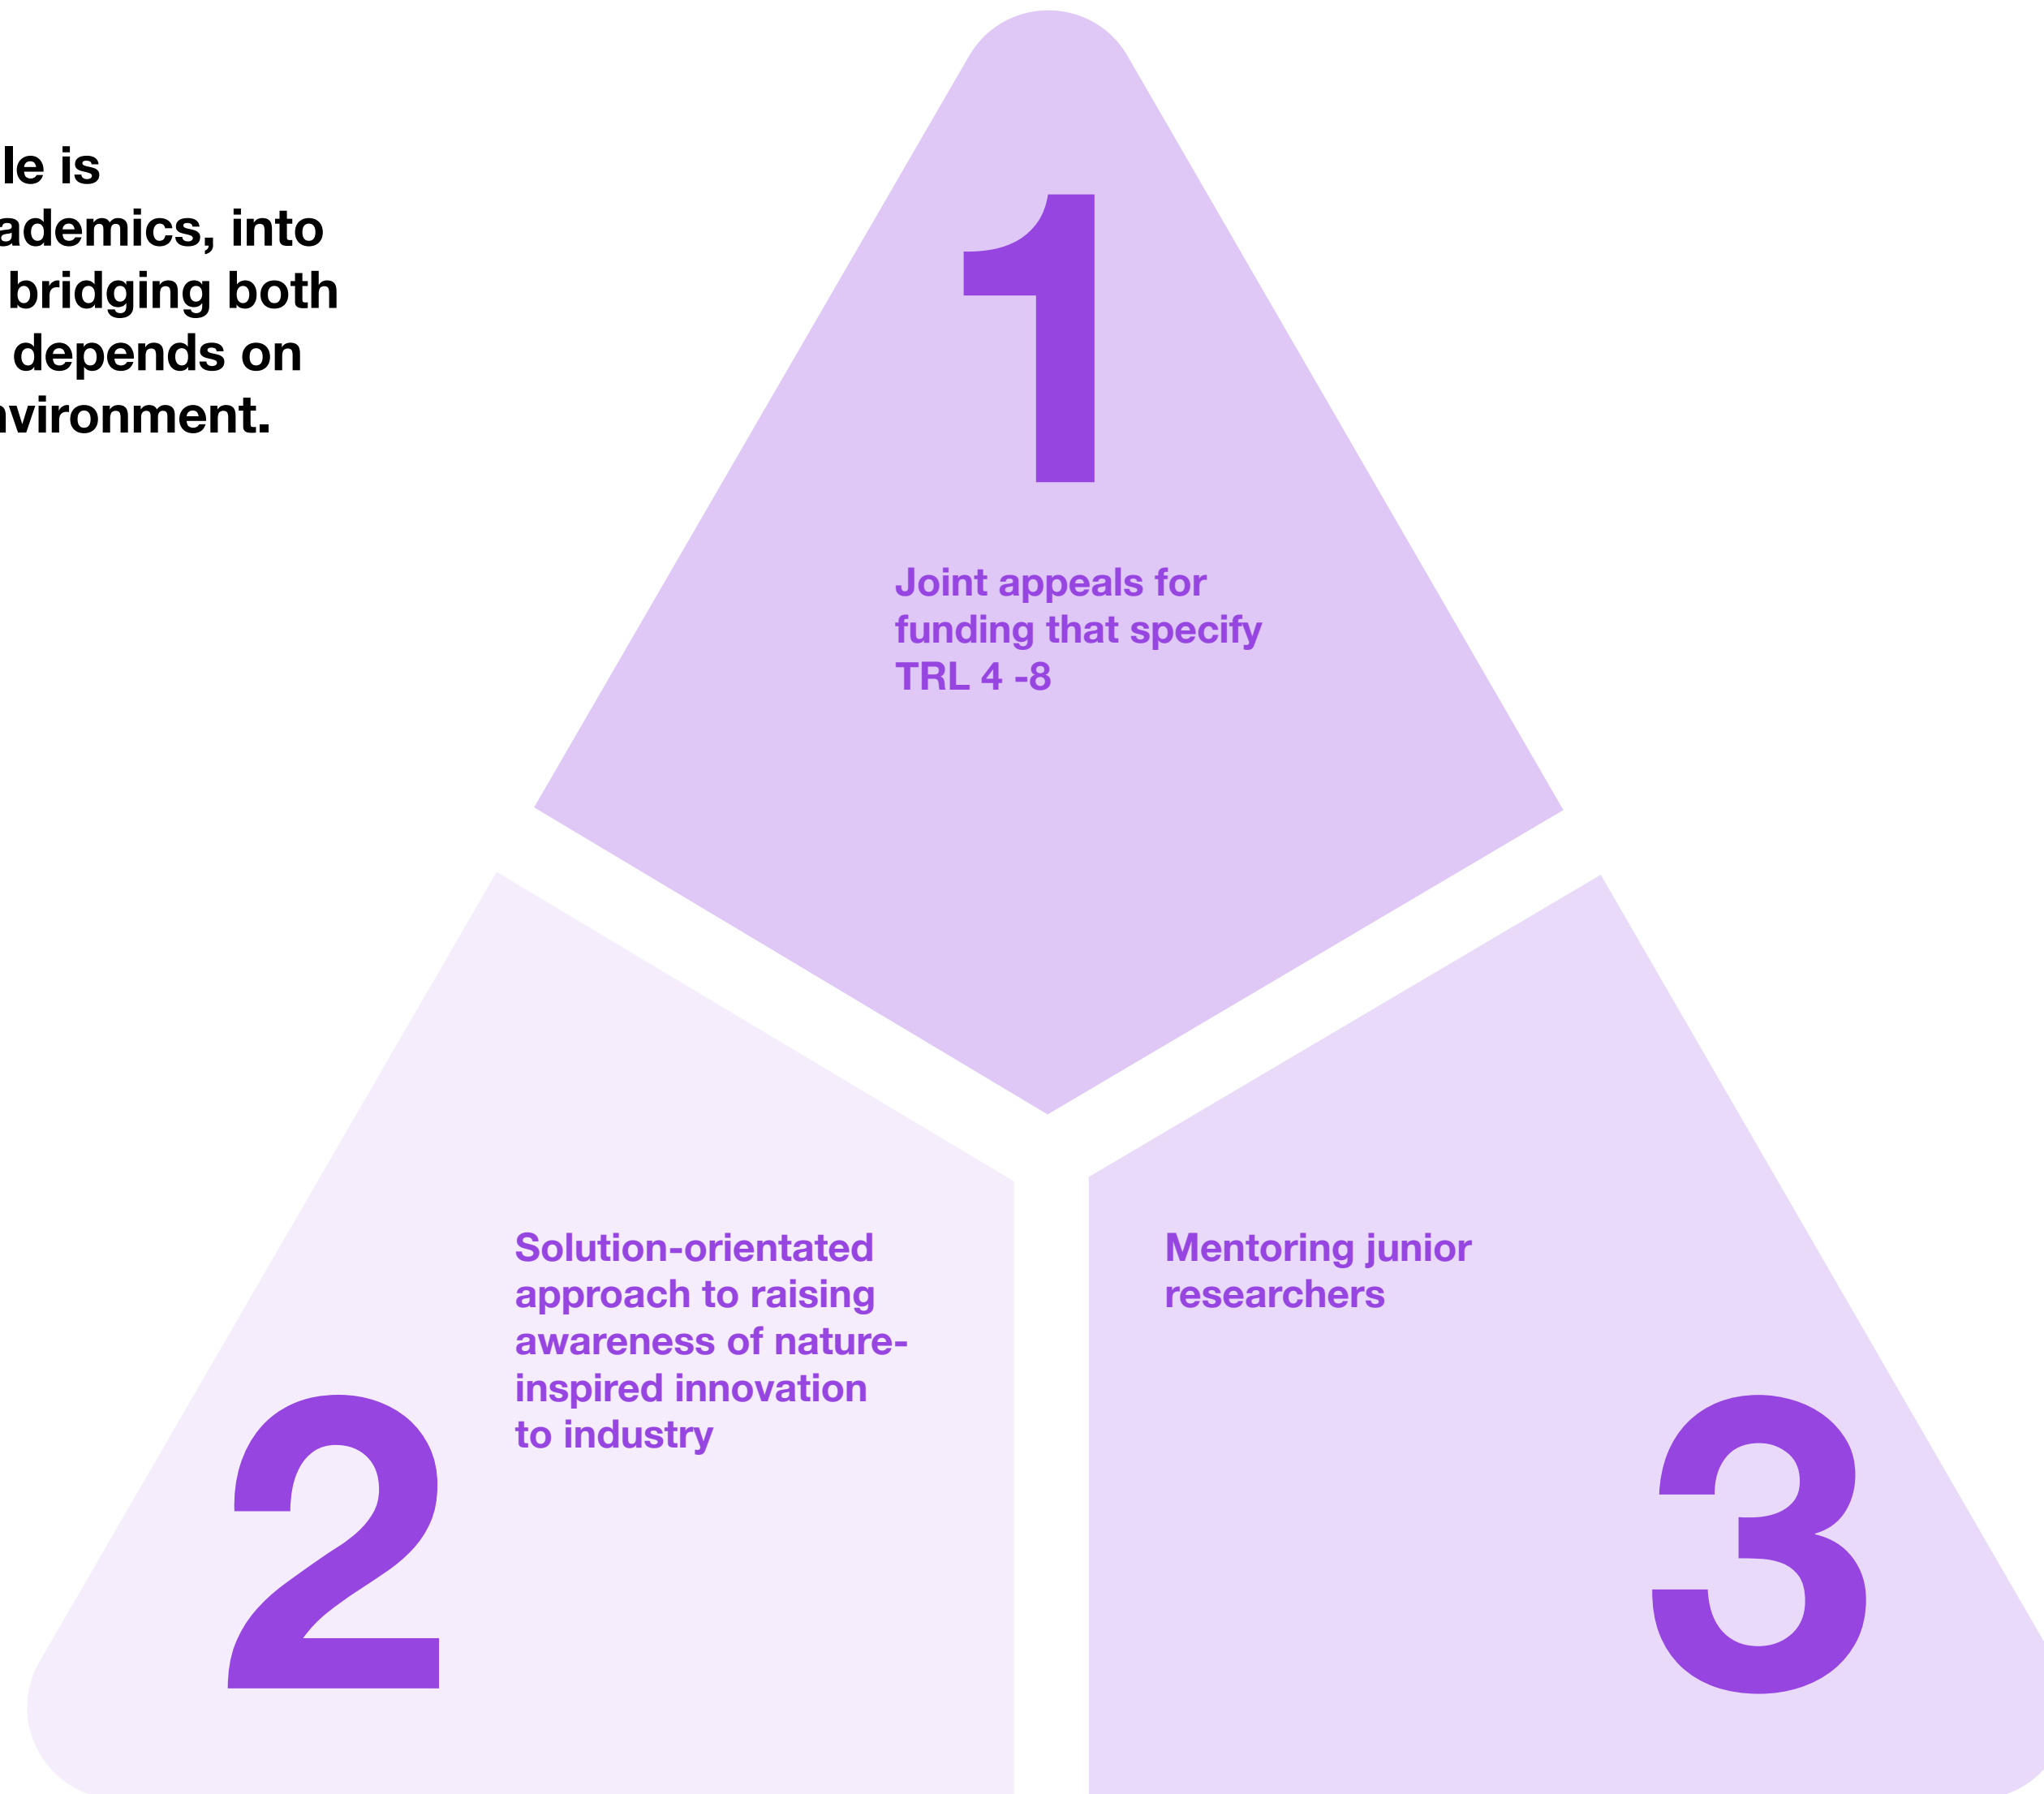 le is
ademics, into
bridging both
depends on
nvironment.
1
Joint appeals for
funding that specify
TRL 4 -8
Solution-orientated
approach to raising
awareness of nature-
inspired innovation
to industry
2
Mentoring junior
researchers
3